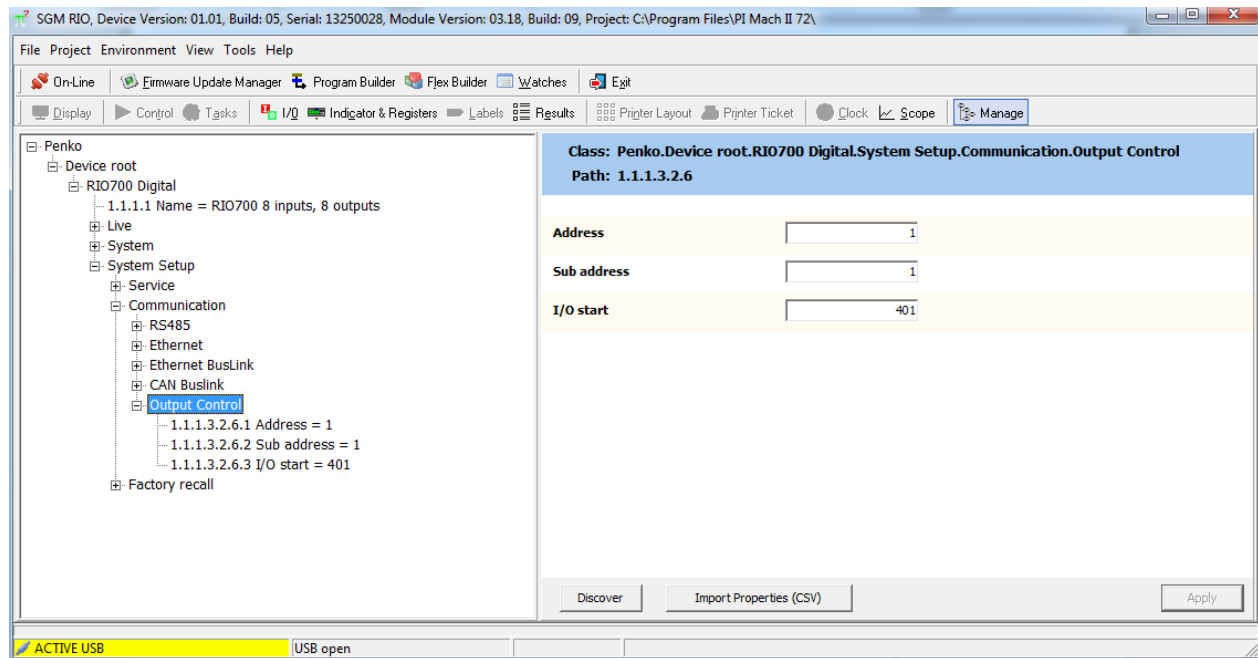 SGM RIO, Device Version: 01.01, Build: 05, Serial: 13250028, Module Version: 03.18, Build: 09, Project: C:\Program Files\PI Mach II 72\
File Project Environment View Tools Help
On-Line Firmware Update Manager Program Builder Flex Builder Watches Exit
Display Control Tasks I/O Indicator & Registers Labels Results Printer Layout Printer Ticket Clock Scope Manage
Penko
Device root
RIO700 Digital
1.1.1.1 Name = RIO700 8 inputs, 8 outputs
Live
System
System Setup
Service
Communication
RS485
Ethernet
Ethernet BusLink
CAN Buslink
Output Control
1.1.1.3.2.6.1 Address = 1
1.1.1.3.2.6.2 Sub address = 1
1.1.1.3.2.6.3 I/O start = 401
Factory recall
Class: Penko.Device root.RIO700 Digital.System Setup.Communication.Output Control
Path: 1.1.1.3.2.6
Address 1
Sub address 1
I/O start 401
Discover Import Properties (CSV) Apply
ACTIVE USB USB open